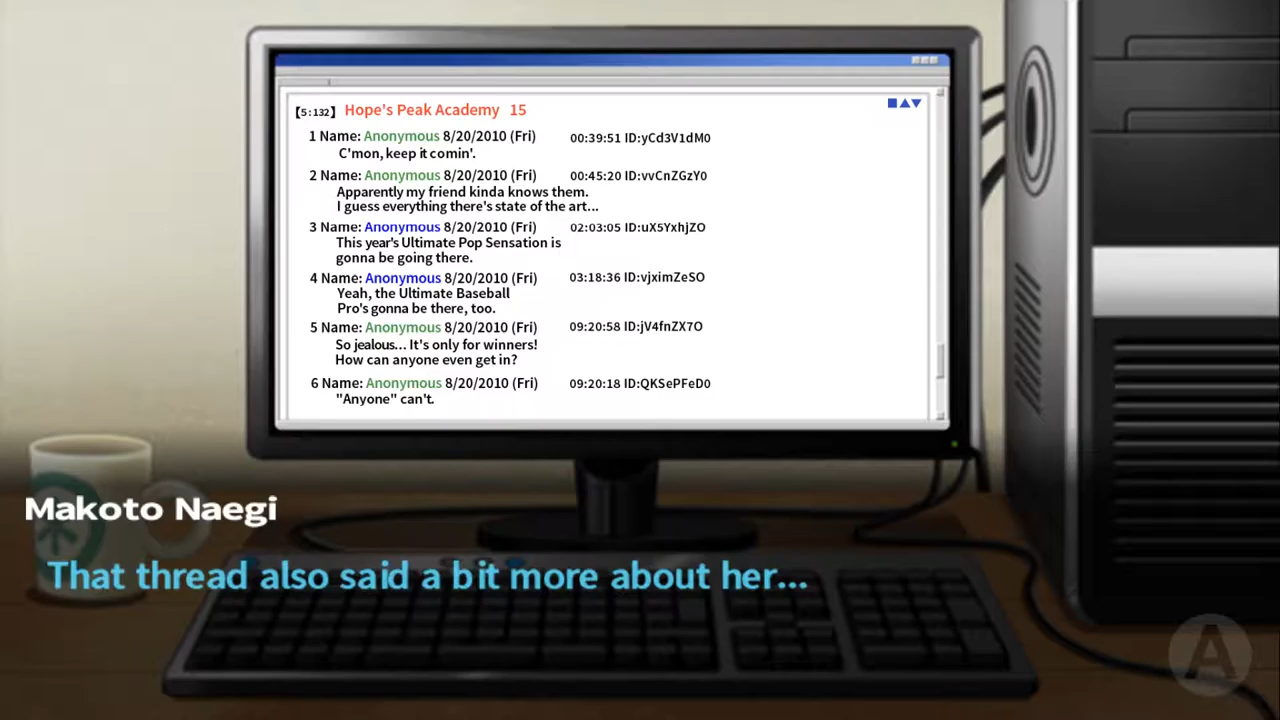 【5:132】 Hope's Peak Academy 15
1 Name: Anonymous 8/20/2010 (Fri) 00:39:51 ID:yCd3V1dM0
C'mon, keep it comin'.
2 Name: Anonymous 8/20/2010 (Fri) 00:45:20 ID:vvCnZGzY0
Apparently my friend kinda knows them.
I guess everything there's state of the art...
3 Name: Anonymous 8/20/2010 (Fri) 02:03:05 ID:uX5YxhjZO
This year's Ultimate Pop Sensation is
gonna be going there.
4 Name: Anonymous 8/20/2010 (Fri) 03:18:36 ID:vjximZeSO
Yeah, the Ultimate Baseball
Pro's gonna be there, too.
5 Name: Anonymous 8/20/2010 (Fri) 09:20:58 ID:jV4fnZX7O
So jealous... It's only for winners!
How can anyone even get in?
6 Name: Anonymous 8/20/2010 (Fri) 09:20:18 ID:QKSePFeD0
"Anyone" can't.
Makoto Naegi
That thread also said a bit more about her...
A